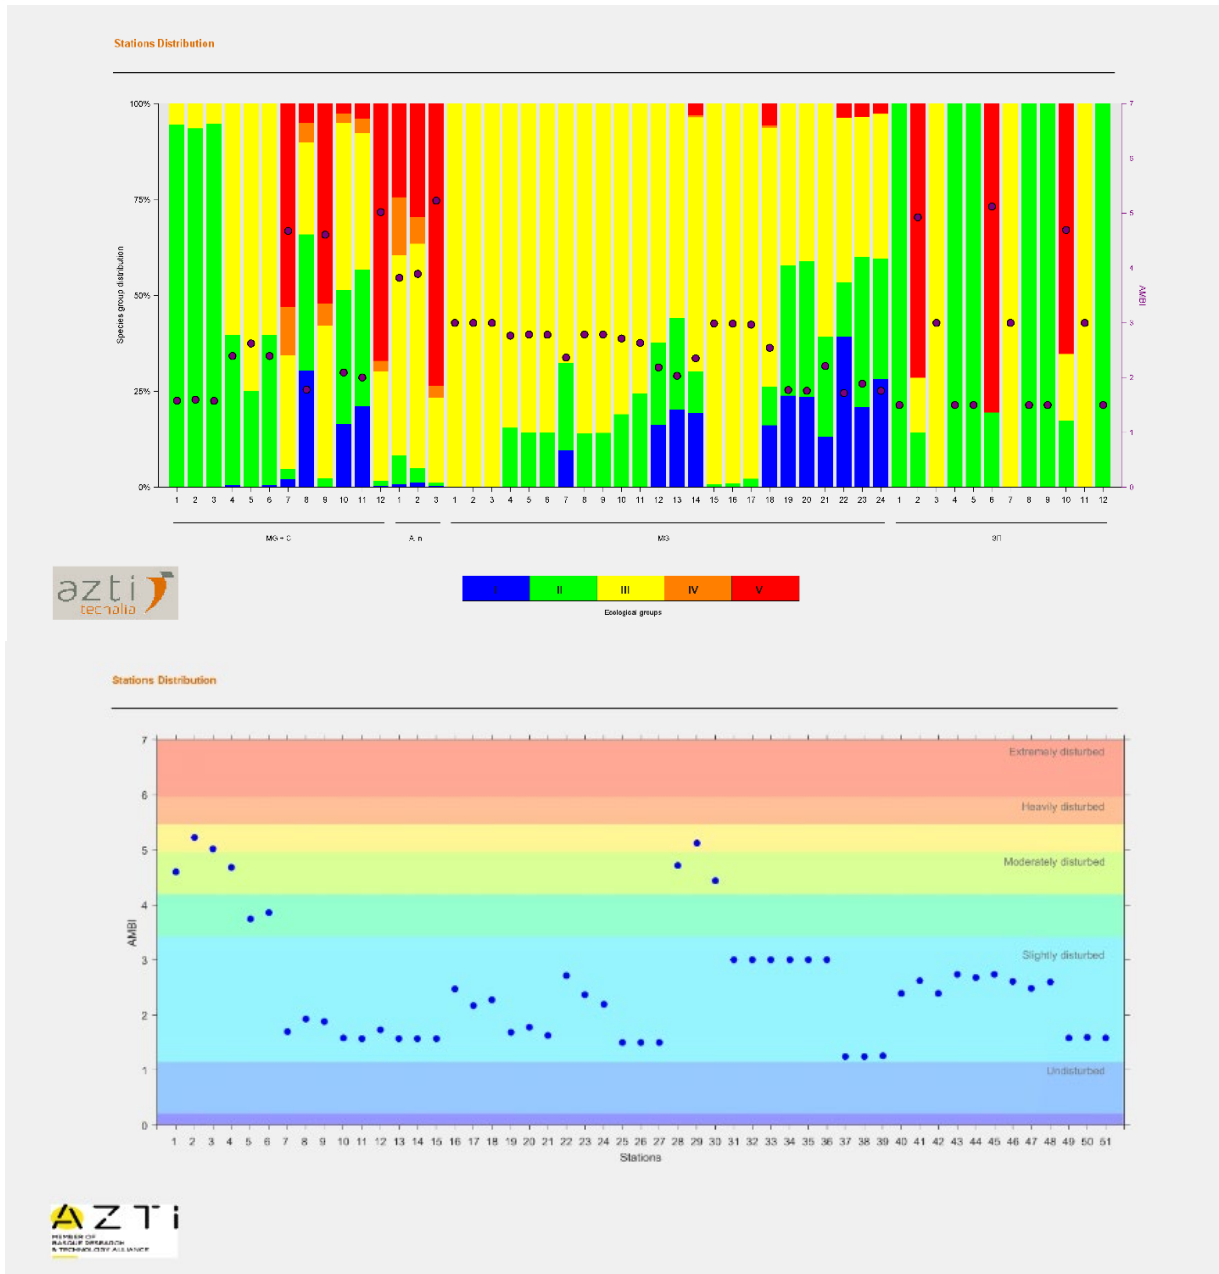 Stations Distribution
100%
75%
50%
25%
0%
Species group distribution
7
6
5
4
3
2
1
0
AMBI
1 2 3 4 5 6 7 8 9 10 11 12 1 2 3 1 2 3 4 5 6 7 8 9 10 11 12 13 14 15 16 17 18 19 20 21 22 23 24 1 2 3 4 5 6 7 8 9 10 11 12
MG + C
MG
azti
tecnalia
I II III IV V
Ecological groups
Stations Distribution
7
6
5
4
3
2
1
0
AMBI
Extremely disturbed
Heavily disturbed
Moderately disturbed
Slightly disturbed
Undisturbed
1 2 3 4 5 6 7 8 9 10 11 12 13 14 15 16 17 18 19 20 21 22 23 24 25 26 27 28 29 30 31 32 33 34 35 36 37 38 39 40 41 42 43 44 45 46 47 48 49 50 51
Stations
AZTi
MEMBER OF
BASQUE RESEARCH
& TECHNOLOGY ALLIANCE